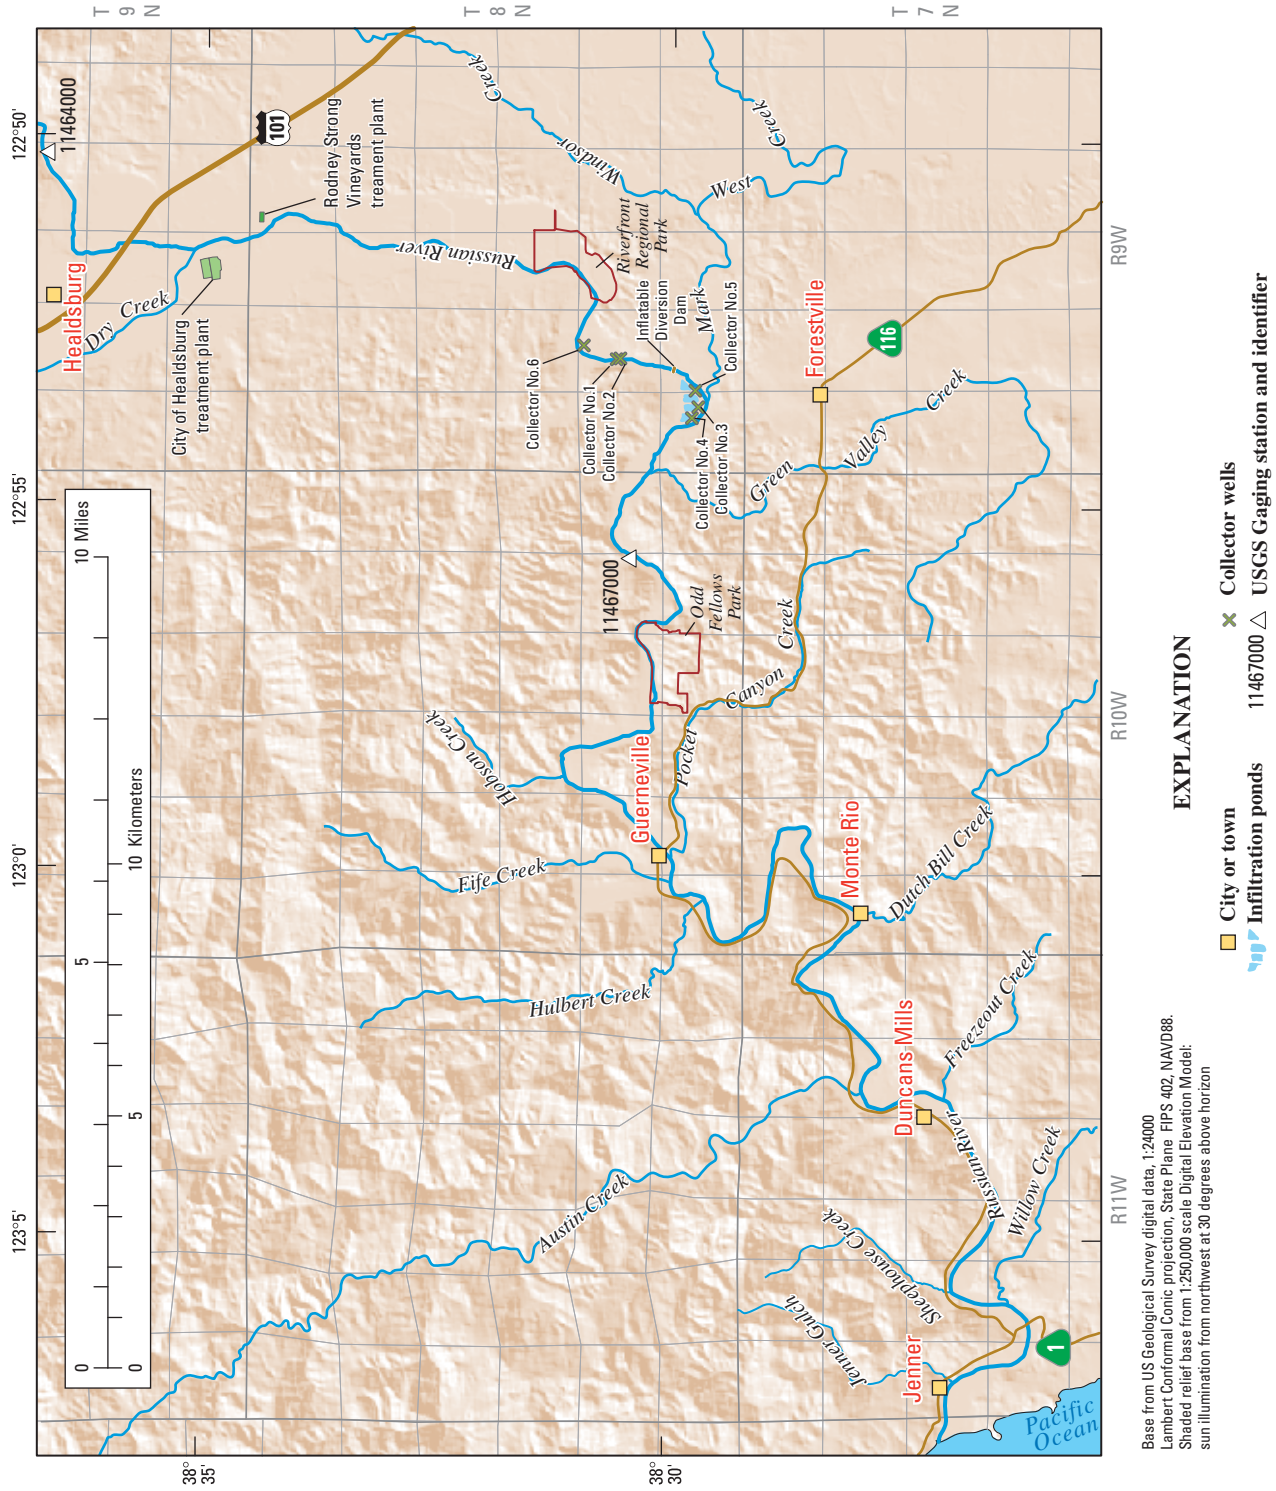 122°50'
122°55'
123°0'
123°5'
38°
35'
38°
30'
T
9
N
T
8
N
T
7
N
R9W
R10W
R11W
0
5
10 Miles
0
5
10 Kilometers
11464000
101
Healdsburg
Dry Creek
City of Healdsburg
treatment plant
Rodney Strong
Vineyards
treament plant
Russian River
Windsor
Creek
Riverfront
Regional
Park
Mark
West
Creek
Collector No.6
Collector No.1
Collector No.2
Inflatable
Diversion
Dam
Collector No.5
Collector No.4
Collector No.3
Forestville
116
Green
Valley
Creek
11467000
Odd
Fellows
Park
Pocket
Canyon
Creek
Hobson Creek
Guerneville
Fife Creek
Hulbert Creek
Monte Rio
Dutch Bill Creek
Freezeout Creek
Duncans Mills
Austin Creek
Russian River
Willow Creek
Sheephouse Creek
Jenner Gulch
Jenner
1
Pacific
Ocean
Base from US Geological Survey digital data, 1:24000
Lambert Conformal Conic projection, State Plane FIPS 402, NAVD88.
Shaded relief base from 1:250,000 scale Digital Elevation Model:
sun illumination from northwest at 30 degrees above horizon
EXPLANATION
City or town
Infiltration ponds
Collector wells
11467000 USGS Gaging station and identifier